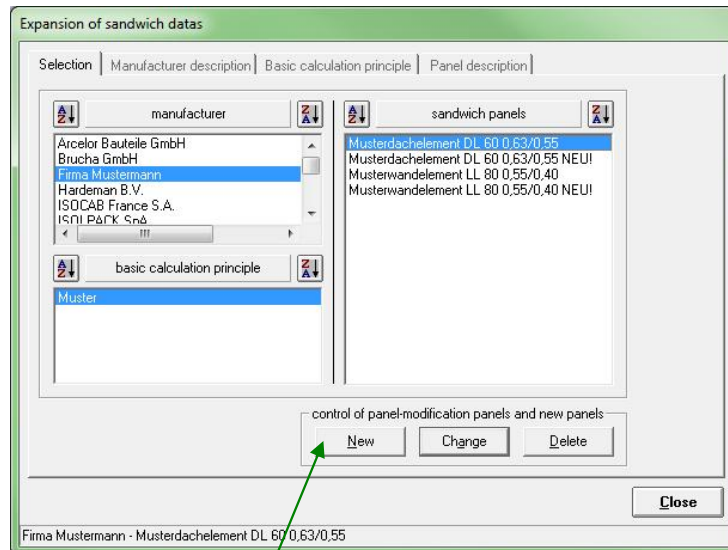 Expansion of sandwich datas
Selection
Manufacturer description
Basic calculation principle
Panel description
manufacturer
Arcelor Bauteile GmbH
Brucha GmbH
Firma Mustermann
Hardeman B.V.
ISOCAB France S.A.
ISOLPACK SpA
basic calculation principle
Muster
sandwich panels
Musterdachelement DL 60 0,63/0,55
Musterdachelement DL 60 0,63/0,55 NEU!
Musterwandelement LL 80 0,55/0,40
Musterwandelement LL 80 0,55/0,40 NEU!
control of panel-modification panels and new panels
New
Change
Delete
Close
Firma Mustermann - Musterdachelement DL 60 0,63/0,55